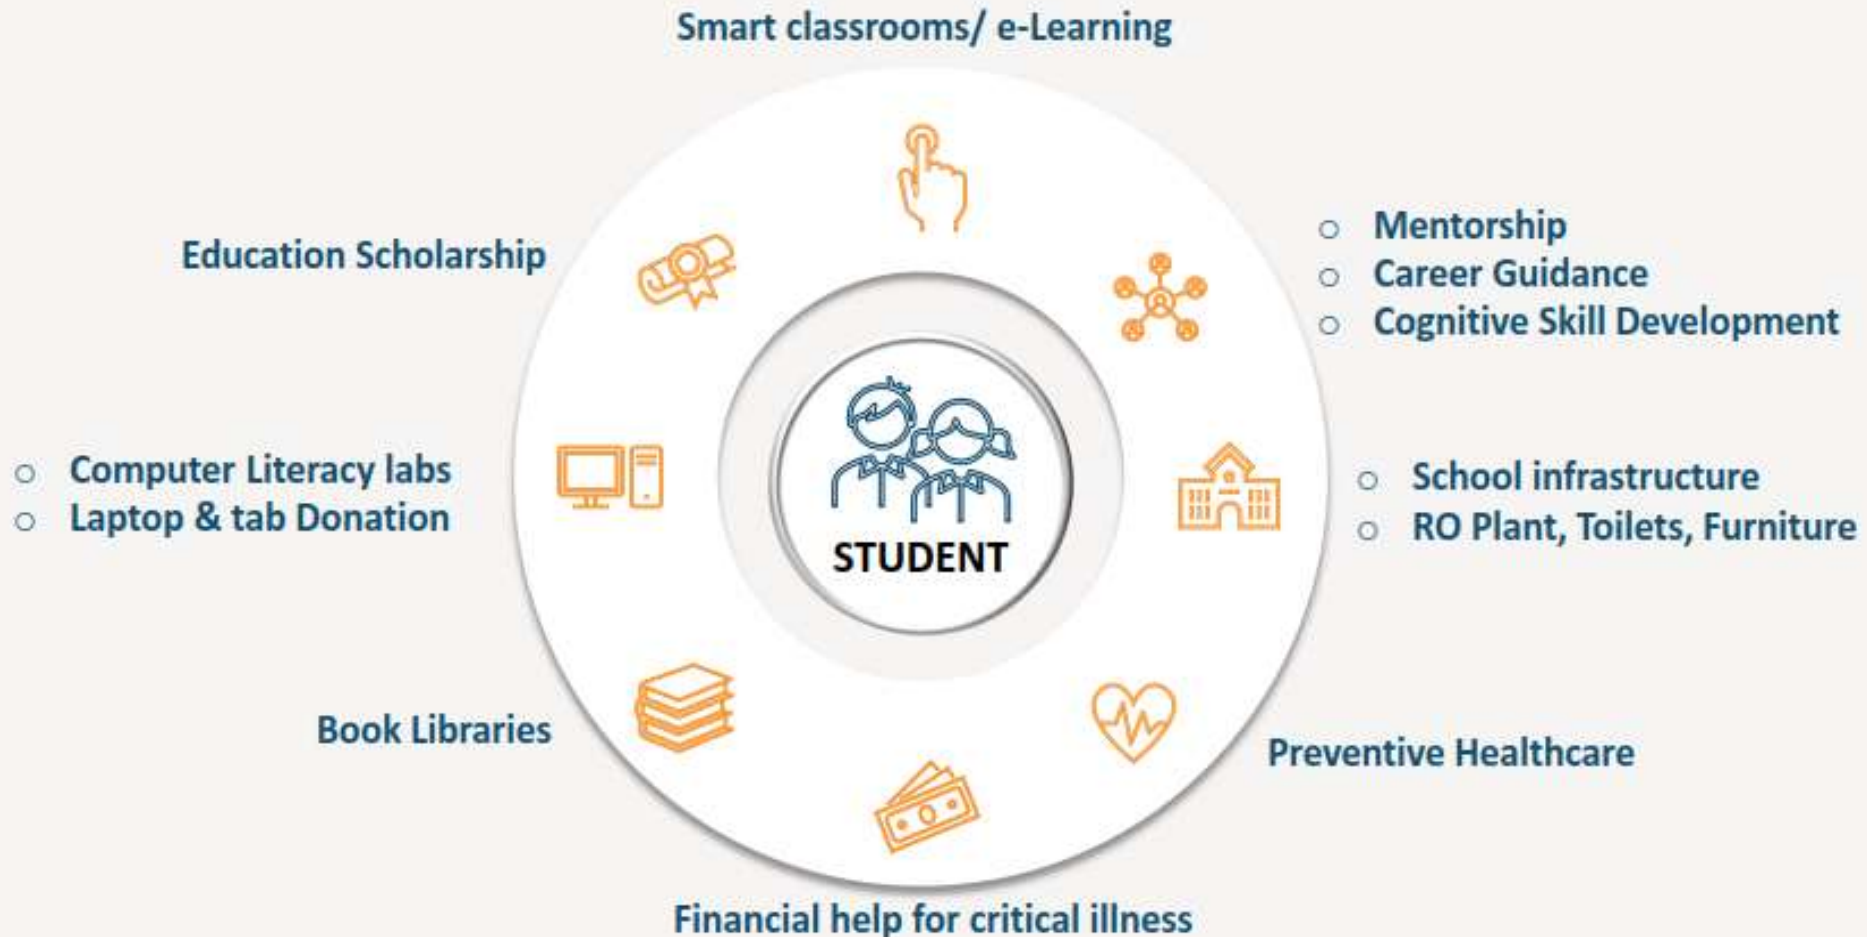 Smart classrooms/ e-Learning
Education Scholarship
○ Mentorship
○ Career Guidance
○ Cognitive Skill Development
○ Computer Literacy labs
○ Laptop & tab Donation
STUDENT
○ School infrastructure
○ RO Plant, Toilets, Furniture
Book Libraries
Preventive Healthcare
Financial help for critical illness